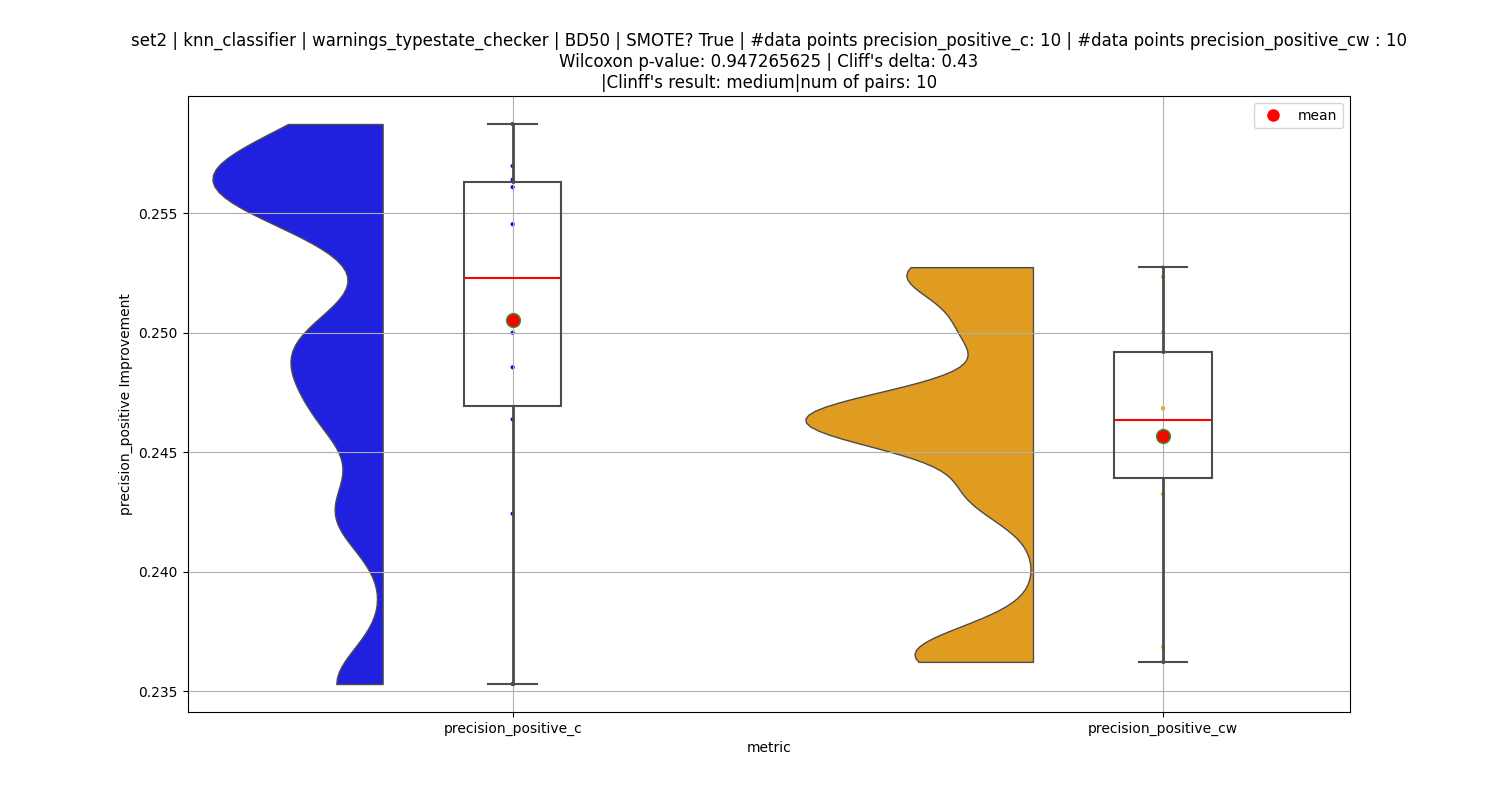 set2 | knn_classifier | warnings_typestate_checker | BD50 | SMOTE? True | #data points precision_positive_c: 10 | #data points precision_positive_cw : 10
Wilcoxon p-value: 0.947265625 | Cliff's delta: 0.43
|Clinff's result: medium|num of pairs: 10
mean
0.255
0.250
0.245
0.240
0.235
precision_positive Improvement
precision_positive_c
precision_positive_cw
metric